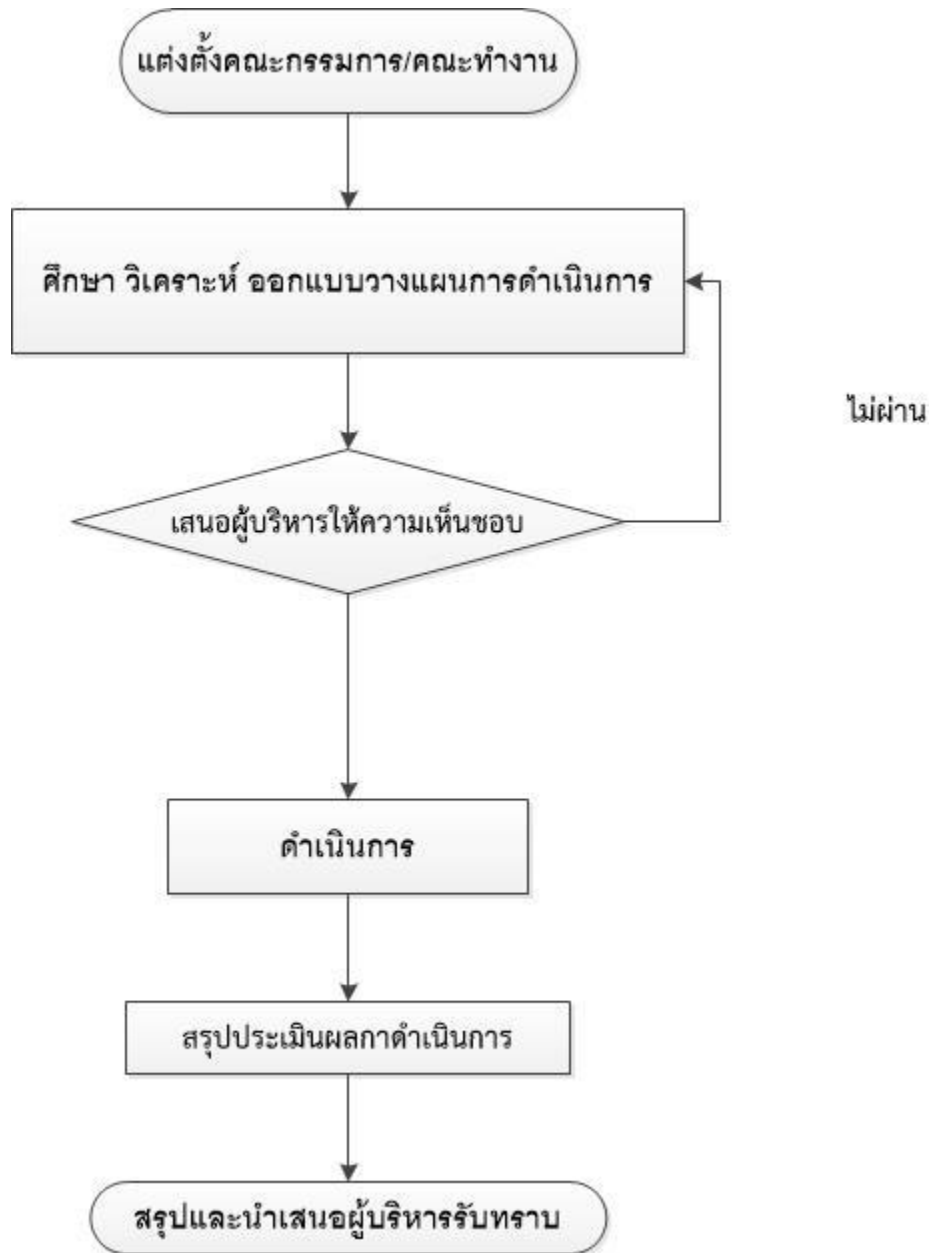 แต่งตั้งคณะกรรมการ/คณะทำงาน
ศึกษา วิเคราะห์ ออกแบบวางแผนการดำเนินการ
ไม่ผ่าน
เสนอผู้บริหารให้ความเห็นชอบ
ดำเนินการ
สรุปประเมินผลกาดำเนินการ
สรุปและนำเสนอผู้บริหารรับทราบ